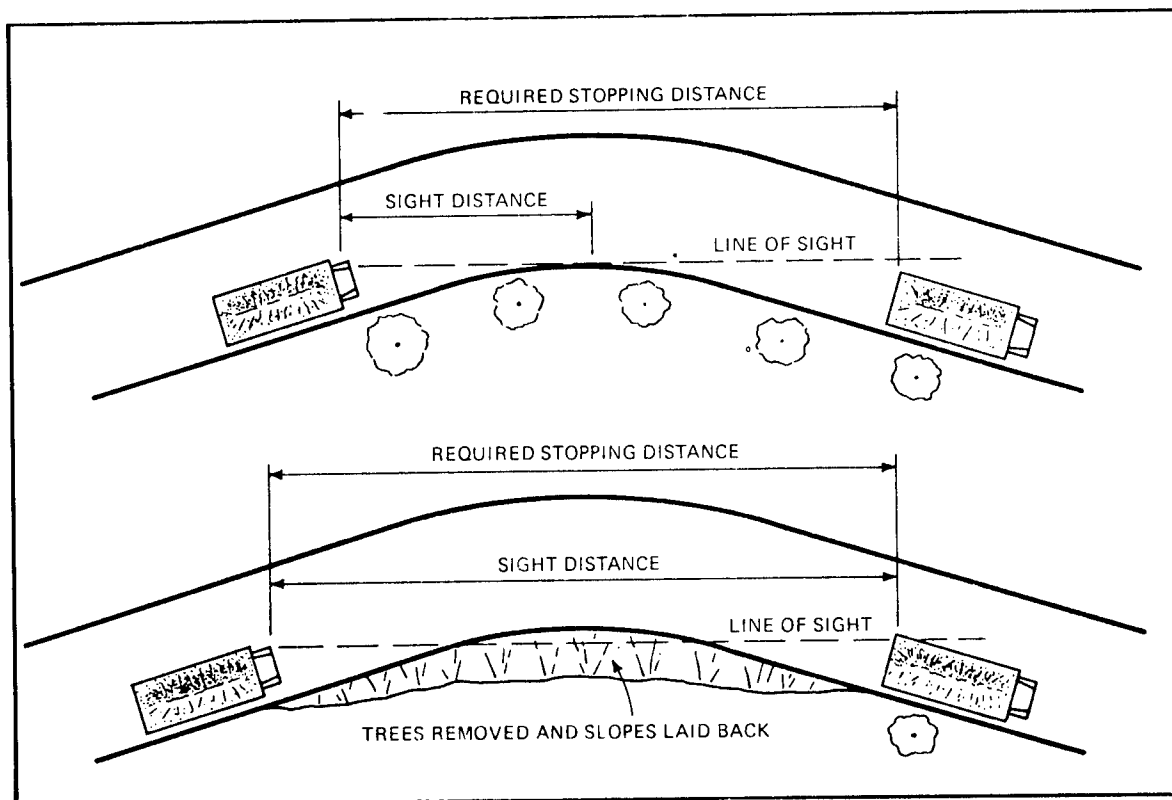 REQUIRED STOPPING DISTANCE
SIGHT DISTANCE
LINE OF SIGHT
REQUIRED STOPPING DISTANCE
SIGHT DISTANCE
LINE OF SIGHT
TREES REMOVED AND SLOPES LAID BACK